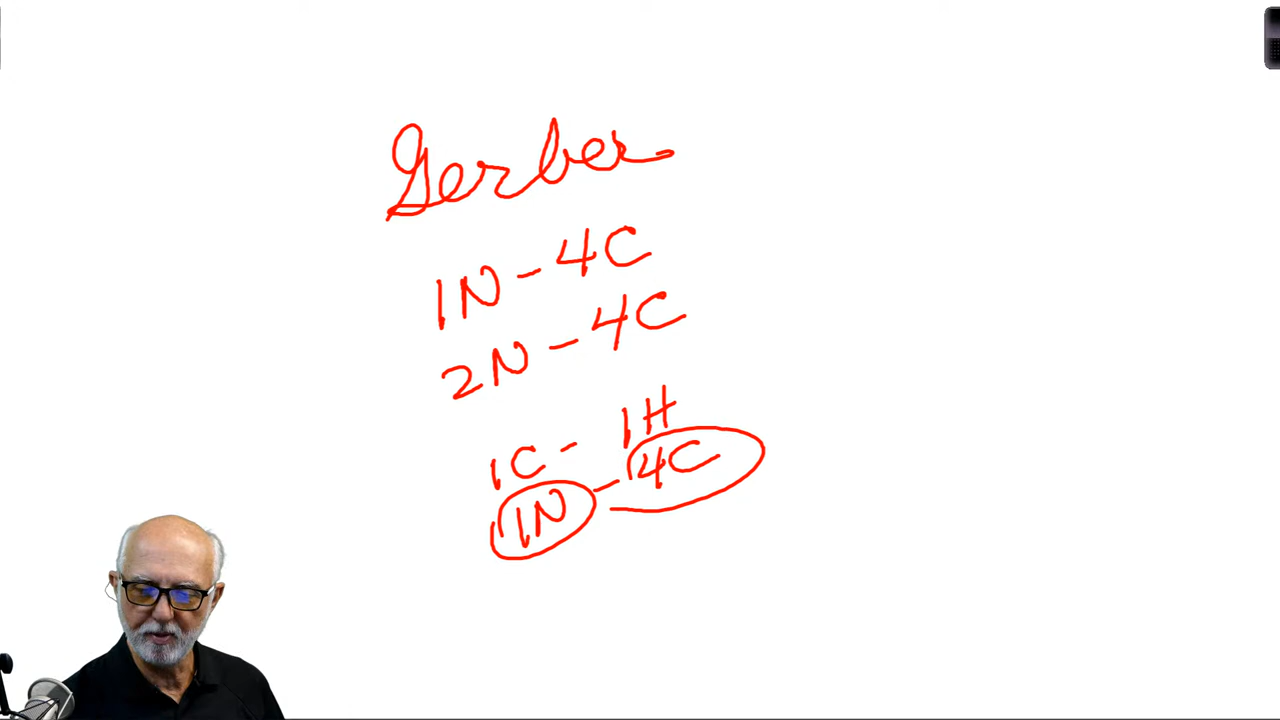 Gerber
1N - 4C
2N - 4C
1C - 1H
1N - 4C